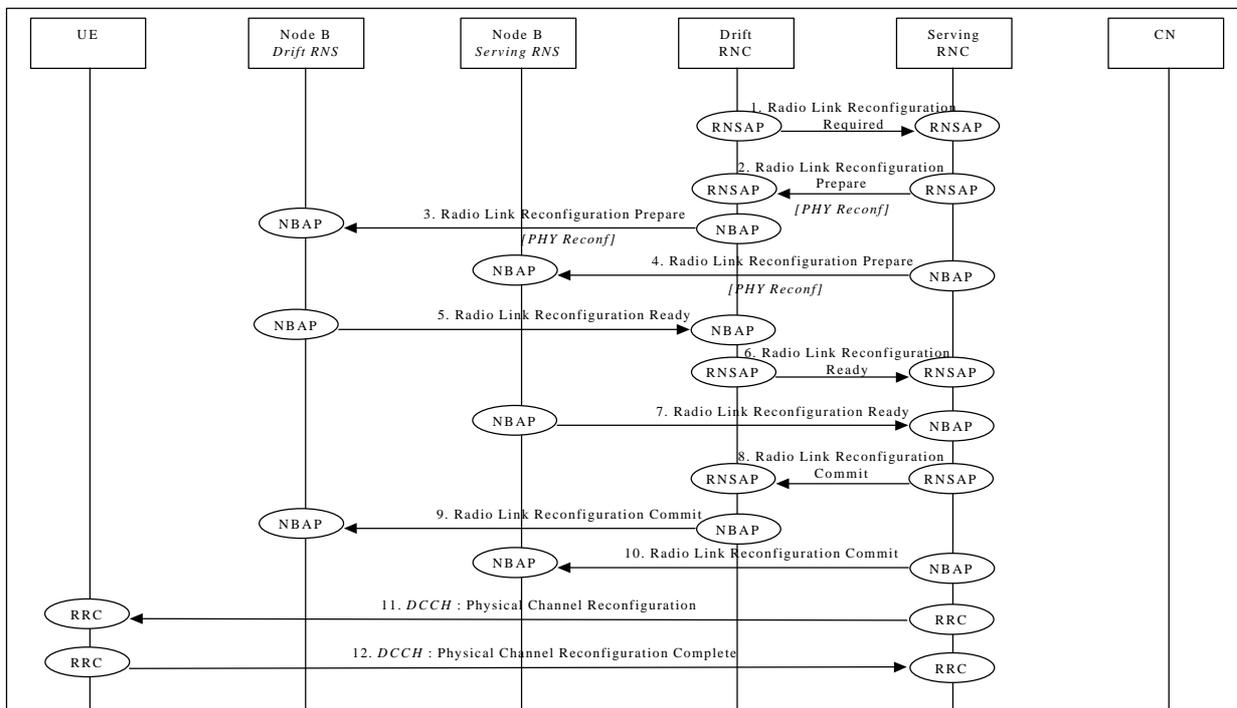 UE
Node B
Drift RNS
Node B
Serving RNS
Drift
RNC
Serving
RNC
CN
1. Radio Link Reconfiguration
Required
RNSAP
RNSAP
2. Radio Link Reconfiguration
Prepare
RNSAP
RNSAP
[PHY Reconf]
3. Radio Link Reconfiguration Prepare
NBAP
NBAP
[PHY Reconf]
4. Radio Link Reconfiguration Prepare
NBAP
NBAP
[PHY Reconf]
5. Radio Link Reconfiguration Ready
NBAP
NBAP
6. Radio Link Reconfiguration
Ready
RNSAP
RNSAP
7. Radio Link Reconfiguration Ready
NBAP
NBAP
8. Radio Link Reconfiguration
Commit
RNSAP
RNSAP
9. Radio Link Reconfiguration Commit
NBAP
NBAP
10. Radio Link Reconfiguration Commit
NBAP
NBAP
11. DCCH : Physical Channel Reconfiguration
RRC
RRC
12. DCCH : Physical Channel Reconfiguration Complete
RRC
RRC